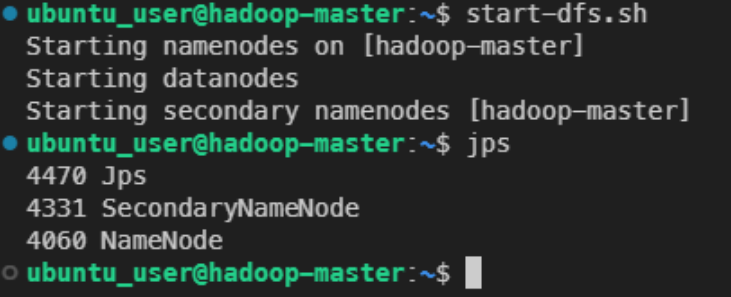 ubuntu_user@hadoop-master:~$ start-dfs.sh
Starting namenodes on [hadoop-master]
Starting datanodes
Starting secondary namenodes [hadoop-master]
ubuntu_user@hadoop-master:~$ jps
4470 Jps
4331 SecondaryNameNode
4060 NameNode
ubuntu_user@hadoop-master:~$